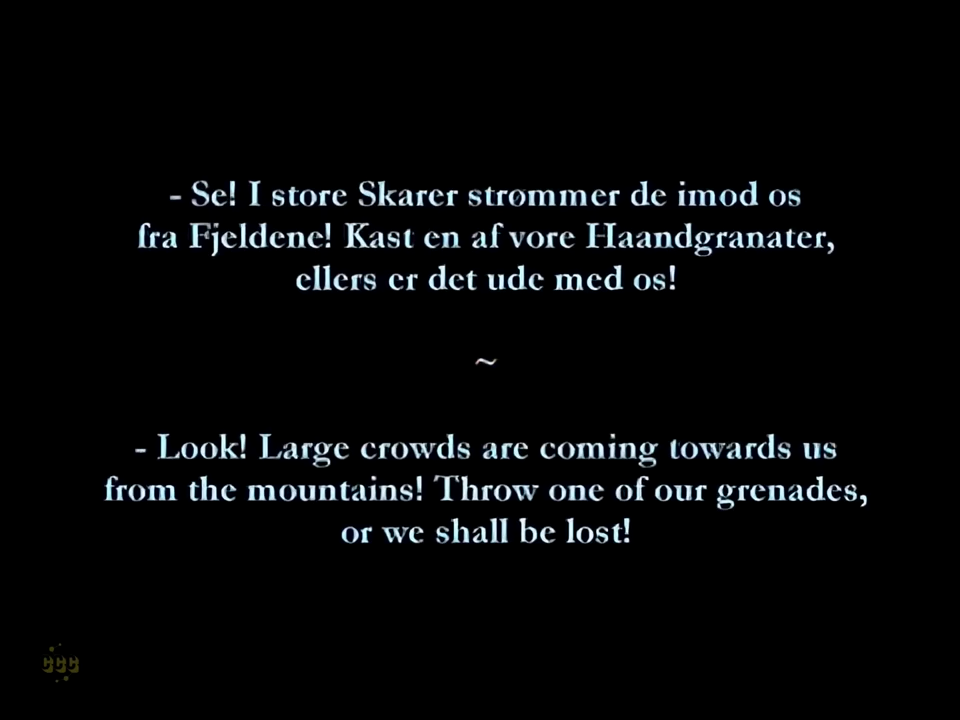 - Se! I store Skarer strømmer de imod os
fra Fjeldene! Kast en af vore Haandgranater,
ellers er det ude med os!
~
- Look! Large crowds are coming towards us
from the mountains! Throw one of our grenades,
or we shall be lost!
CCC